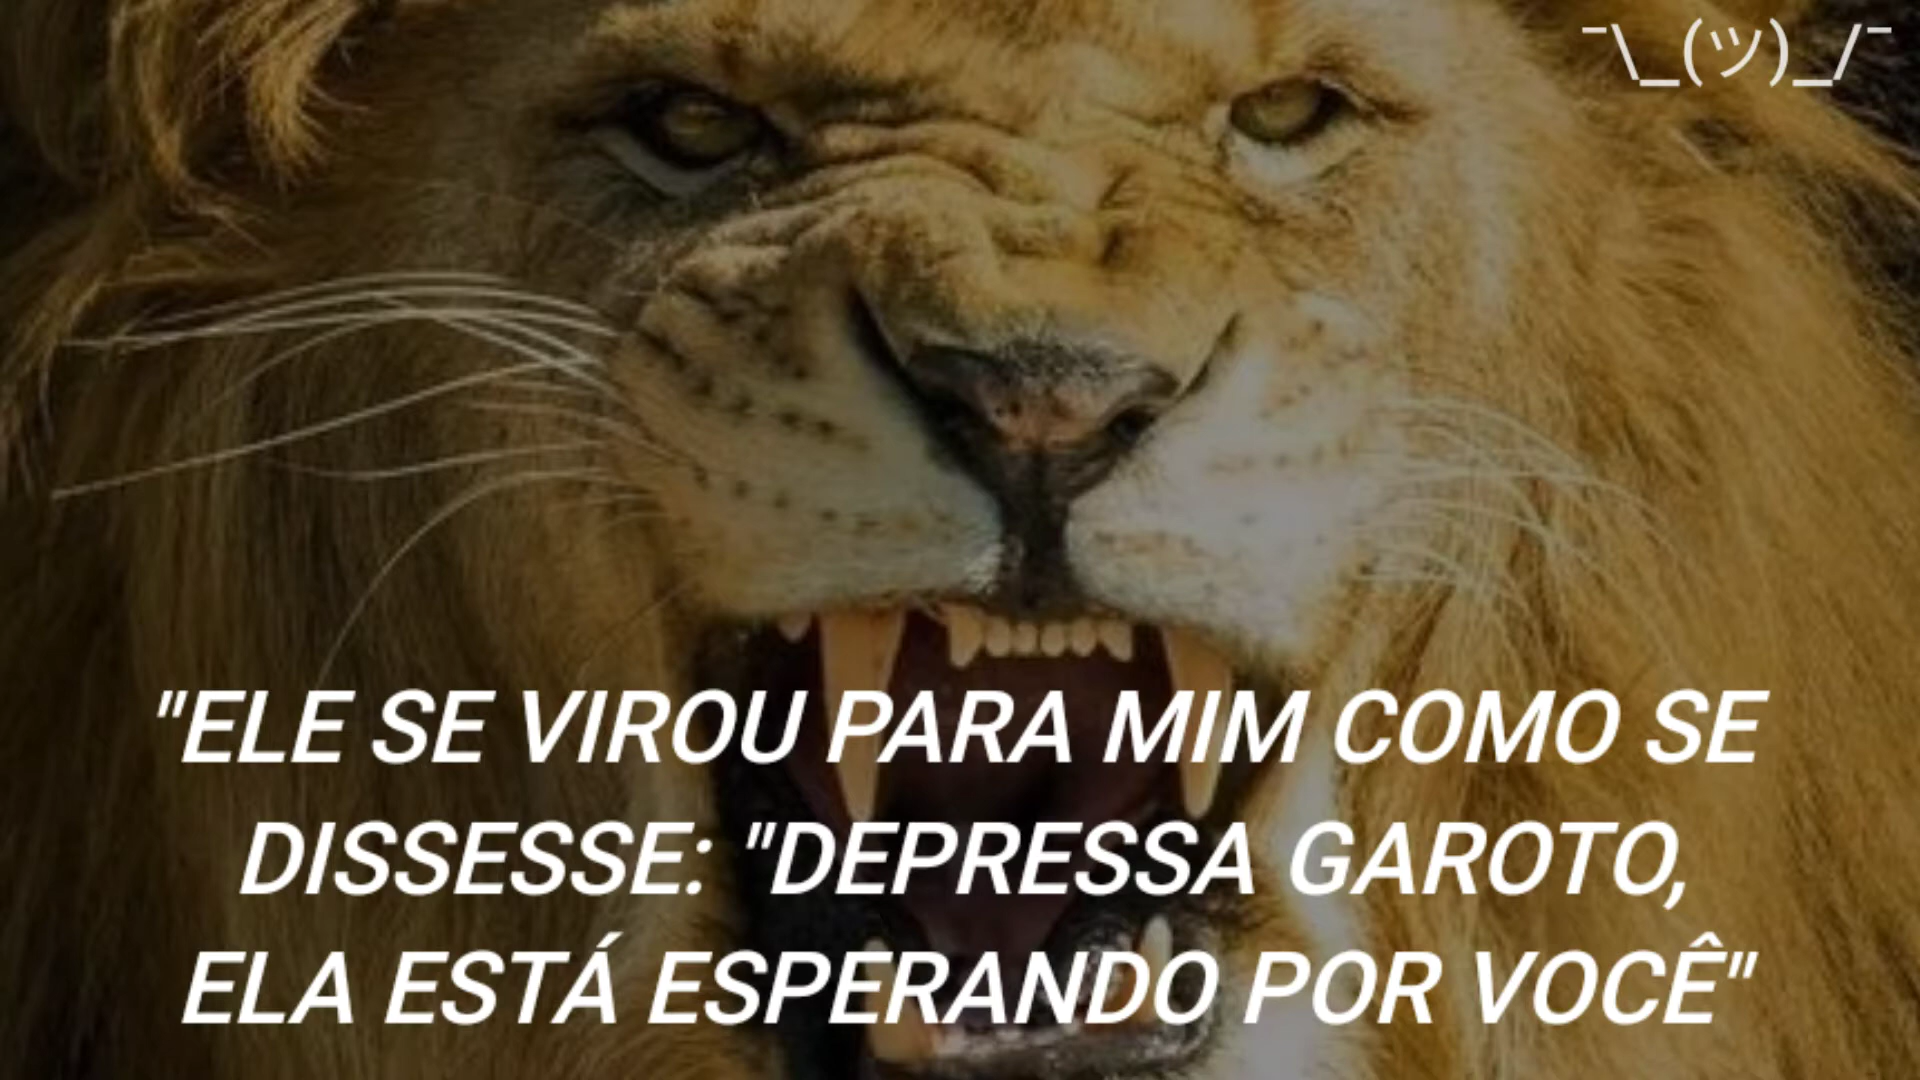 ¯\_(ツ)_/¯
"ELE SE VIROU PARA MIM COMO SE
DISSESSE: "DEPRESSA GAROTO,
ELA ESTÁ ESPERANDO POR VOCÊ"